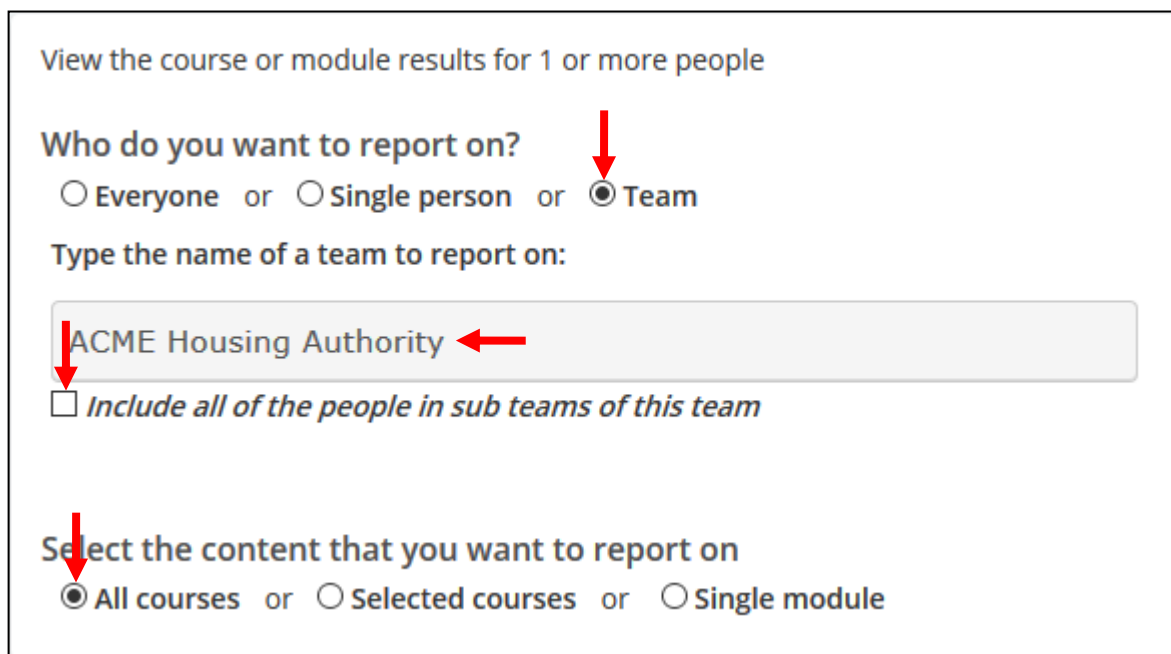 View the course or module results for 1 or more people
Who do you want to report on?
Everyone or Single person or Team
Type the name of a team to report on:
ACME Housing Authority
Include all of the people in sub teams of this team
Select the content that you want to report on
All courses or Selected courses or Single module